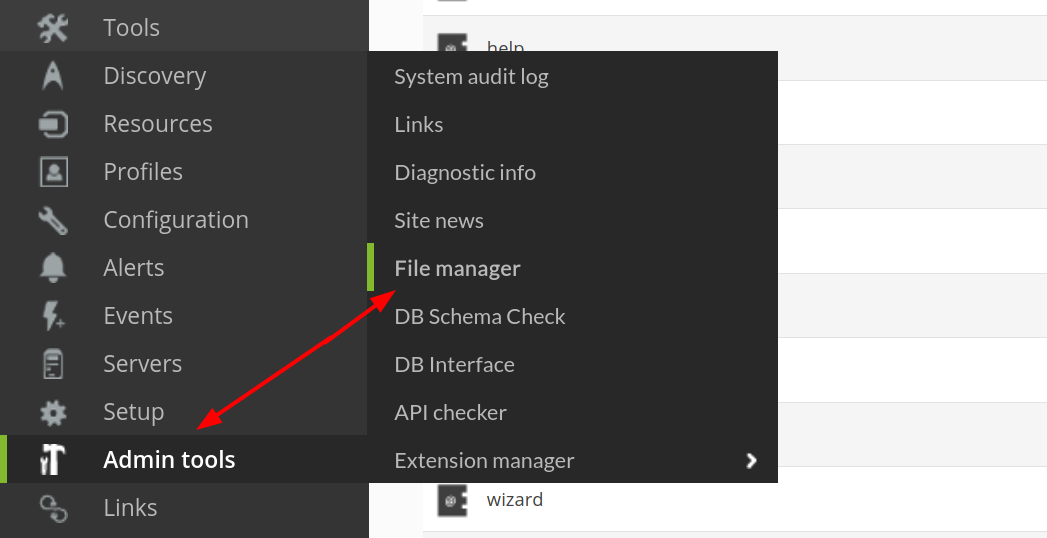 Tools
Discovery
Resources
Profiles
Configuration
Alerts
Events
Servers
Setup
Admin tools
Links
help
System audit log
Links
Diagnostic info
Site news
File manager
DB Schema Check
DB Interface
API checker
Extension manager
wizard